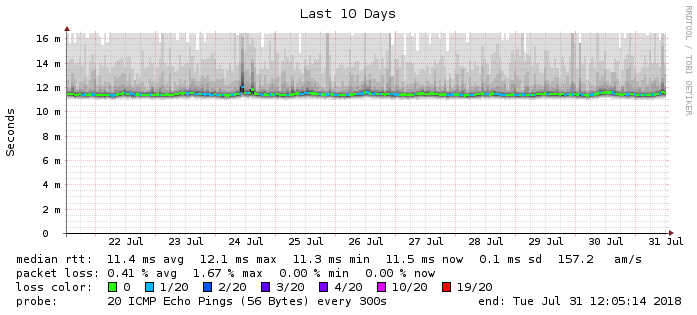 Last 10 Days
RRDTOOL / TOBI OETIKER
Seconds
16 m
14 m
12 m
10 m
8 m
6 m
4 m
2 m
0
22 Jul 23 Jul 24 Jul 25 Jul 26 Jul 27 Jul 28 Jul 29 Jul 30 Jul 31 Jul
median rtt: 11.4 ms avg 12.1 ms max 11.3 ms min 11.5 ms now 0.1 ms sd 157.2 am/s
packet loss: 0.41 % avg 1.67 % max 0.00 % min 0.00 % now
loss color: 0 1/20 2/20 3/20 4/20 10/20 19/20
probe: 20 ICMP Echo Pings (56 Bytes) every 300s end: Tue Jul 31 12:05:14 2018